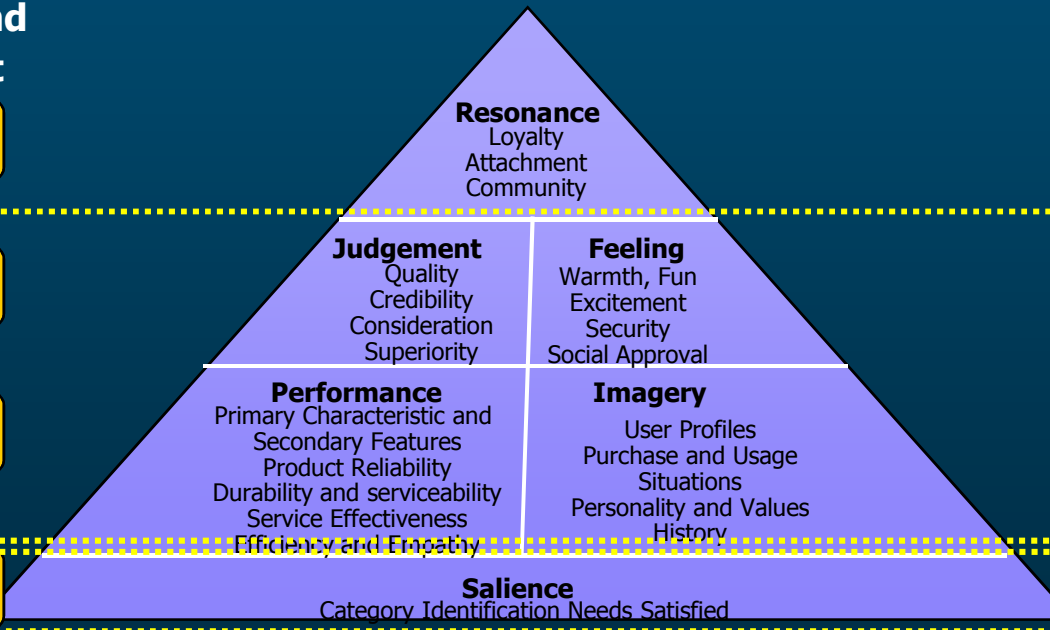 Resonance
Loyalty
Attachment
Community
Judgement
Quality
Credibility
Consideration
Superiority
Feeling
Warmth, Fun
Excitement
Security
Social Approval
Performance
Primary Characteristic and
Secondary Features
Product Reliability
Durability and serviceability
Service Effectiveness
Efficiency and Empathy
Imagery
User Profiles
Purchase and Usage
Situations
Personality and Values
History
Salience
Category Identification Needs Satisfied